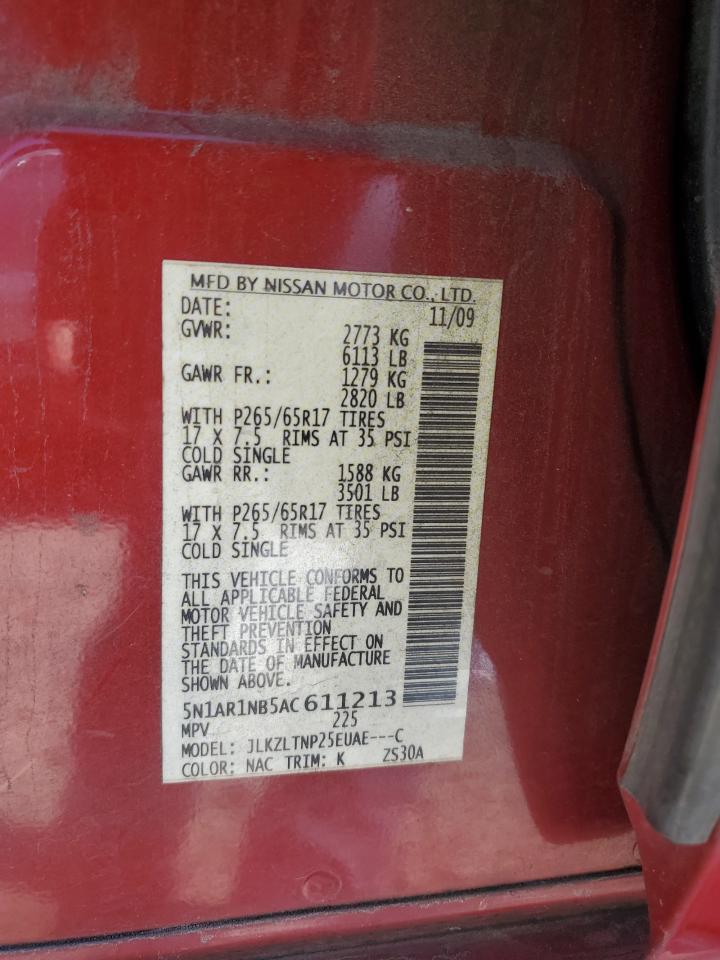 MFD BY NISSAN MOTOR CO., LTD.
DATE: 11/09
GVWR: 2773 KG
6113 LB
GAWR FR.: 1279 KG
2820 LB
WITH P265/65R17 TIRES
17 X 7.5 RIMS AT 35 PSI
COLD SINGLE
GAWR RR.: 1588 KG
3501 LB
WITH P265/65R17 TIRES
17 X 7.5 RIMS AT 35 PSI
COLD SINGLE
THIS VEHICLE CONFORMS TO
ALL APPLICABLE FEDERAL
MOTOR VEHICLE SAFETY AND
THEFT PREVENTION
STANDARDS IN EFFECT ON
THE DATE OF MANUFACTURE
SHOWN ABOVE.
5N1AR1NB5AC611213
MPV 225
MODEL: JLKZLTNP25EUAE---C
COLOR: NAC TRIM: K ZS30A